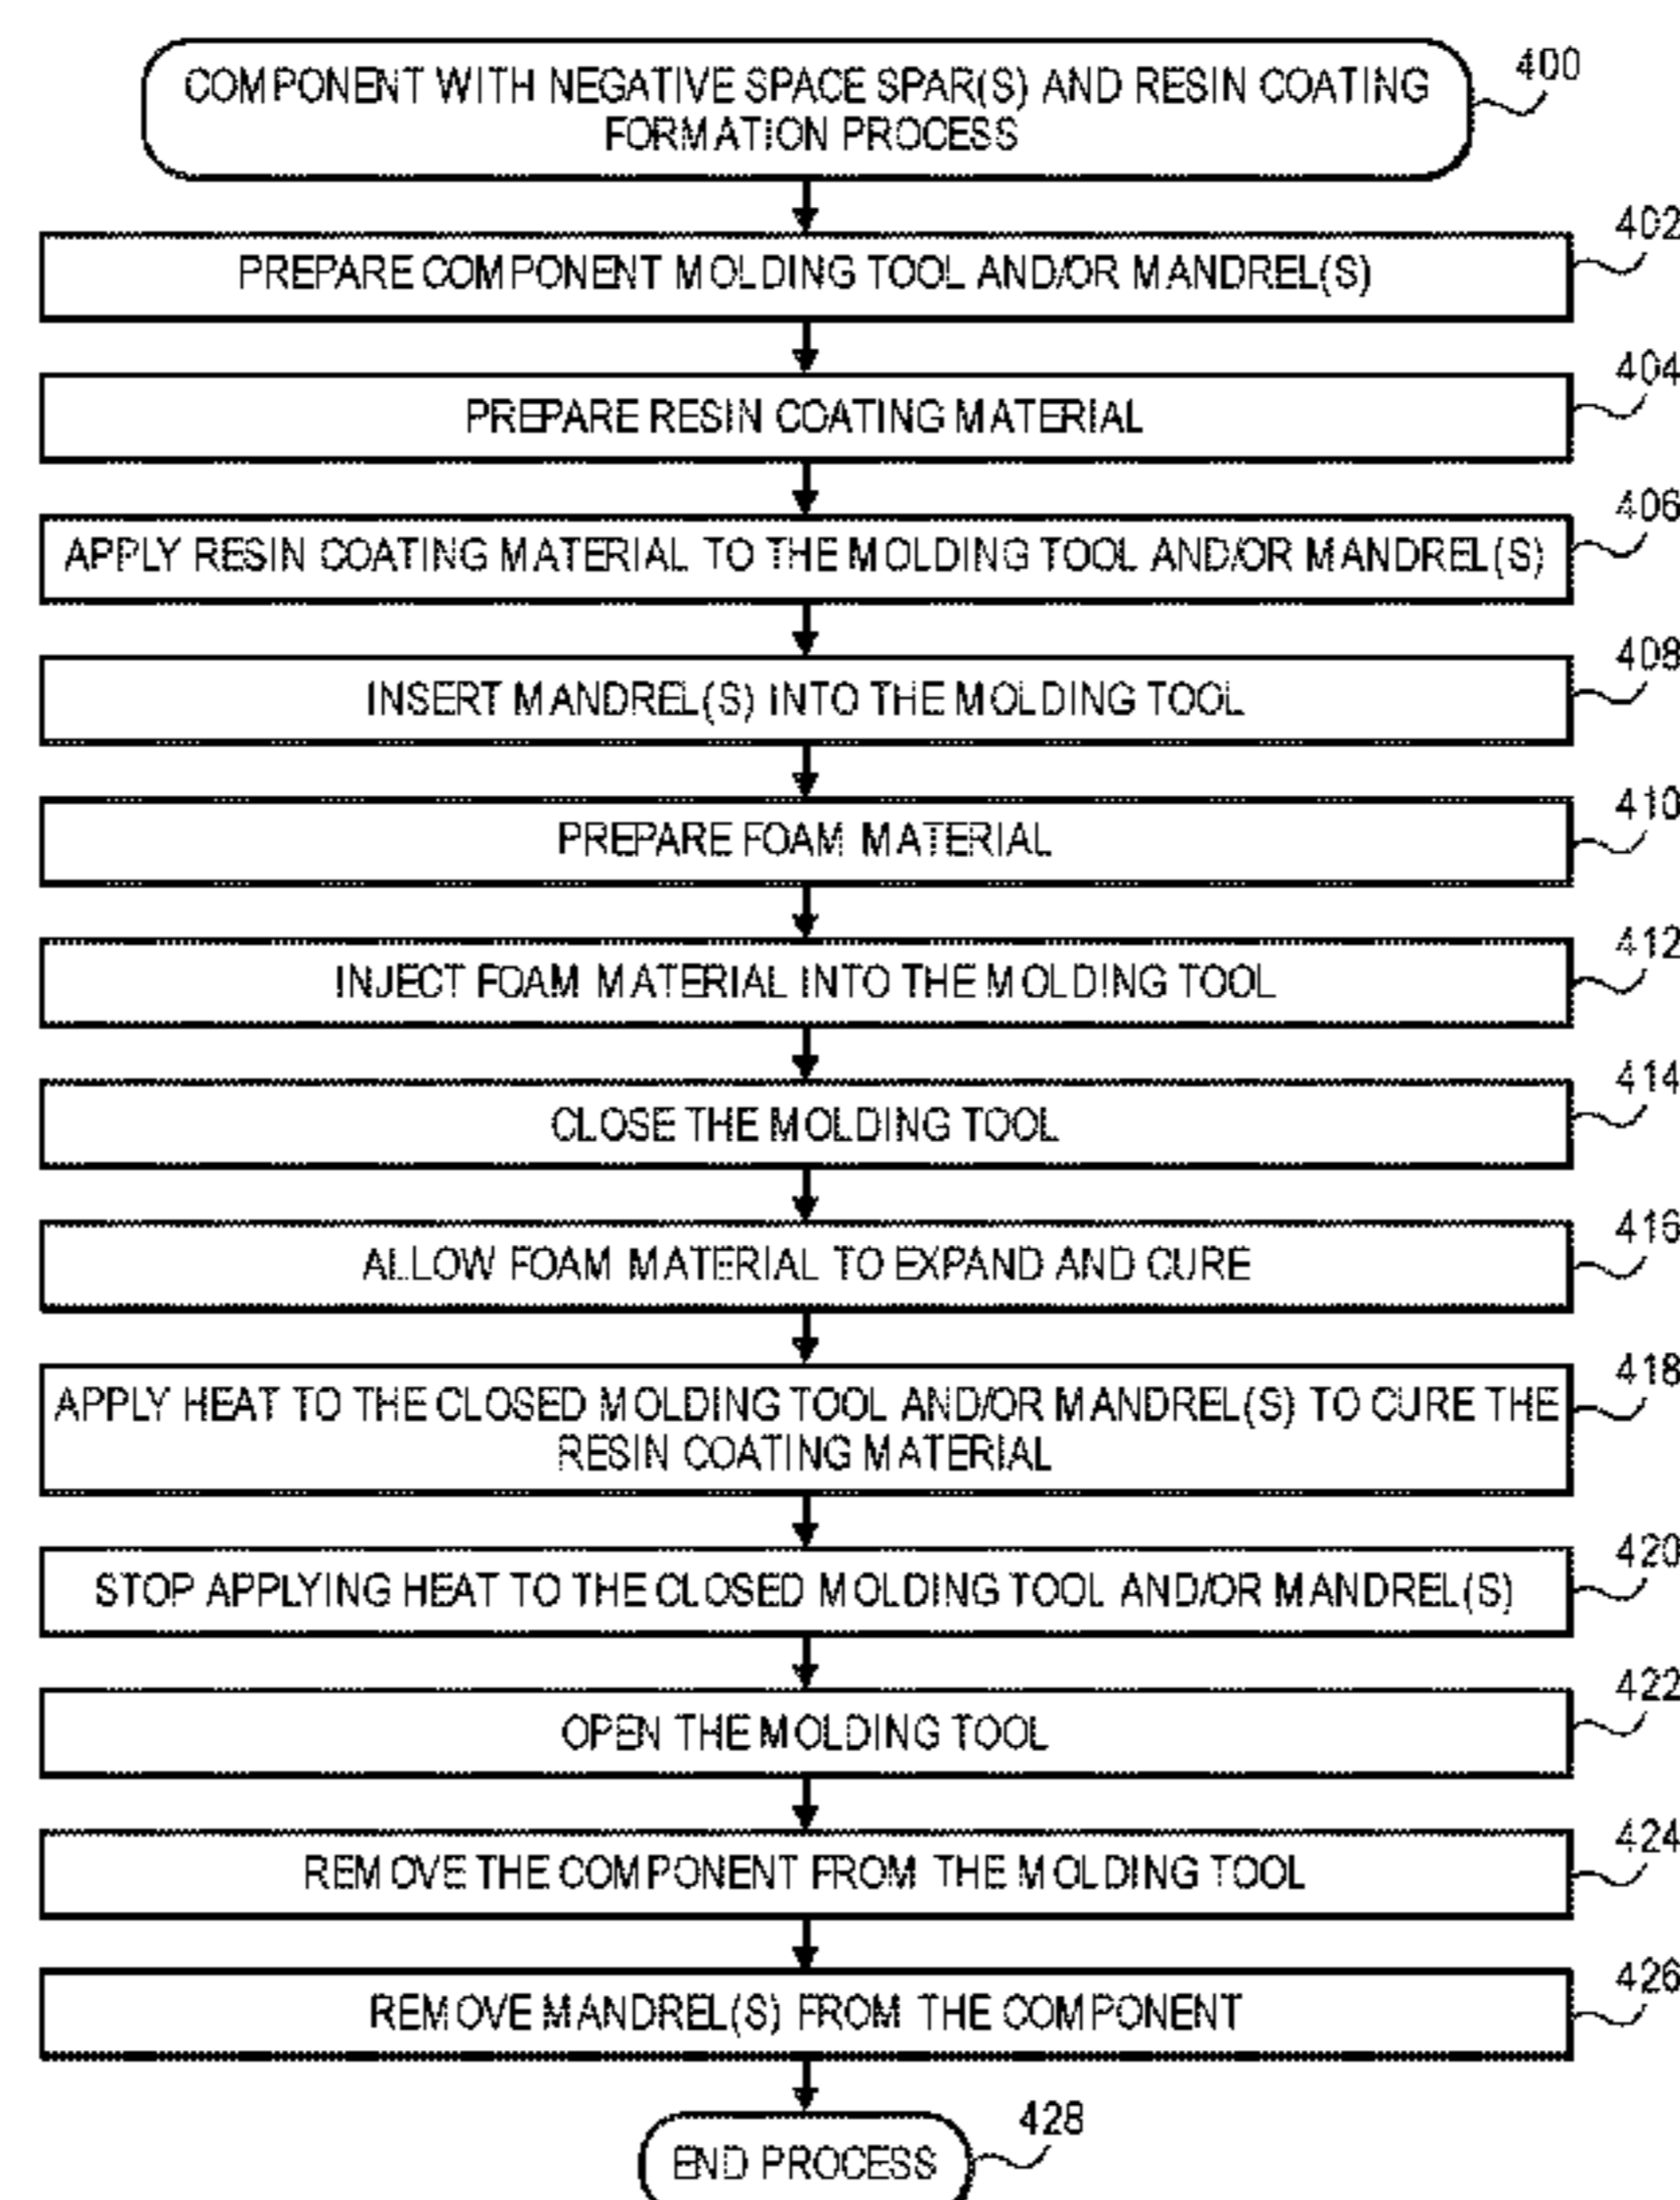 COMPONENT WITH NEGATIVE SPACE SPAR(S) AND RESIN COATING
FORMATION PROCESS
400
PREPARE COMPONENT MOLDING TOOL AND/OR MANDREL(S)
402
PREPARE RESIN COATING MATERIAL
404
APPLY RESIN COATING MATERIAL TO THE MOLDING TOOL AND/OR MANDREL(S)
406
INSERT MANDREL(S) INTO THE MOLDING TOOL
408
PREPARE FOAM MATERIAL
410
INJECT FOAM MATERIAL INTO THE MOLDING TOOL
412
CLOSE THE MOLDING TOOL
414
ALLOW FOAM MATERIAL TO EXPAND AND CURE
416
APPLY HEAT TO THE CLOSED MOLDING TOOL AND/OR MANDREL(S) TO CURE THE
RESIN COATING MATERIAL
418
STOP APPLYING HEAT TO THE CLOSED MOLDING TOOL AND/OR MANDREL(S)
420
OPEN THE MOLDING TOOL
422
REMOVE THE COMPONENT FROM THE MOLDING TOOL
424
REMOVE MANDREL(S) FROM THE COMPONENT
426
END PROCESS
428